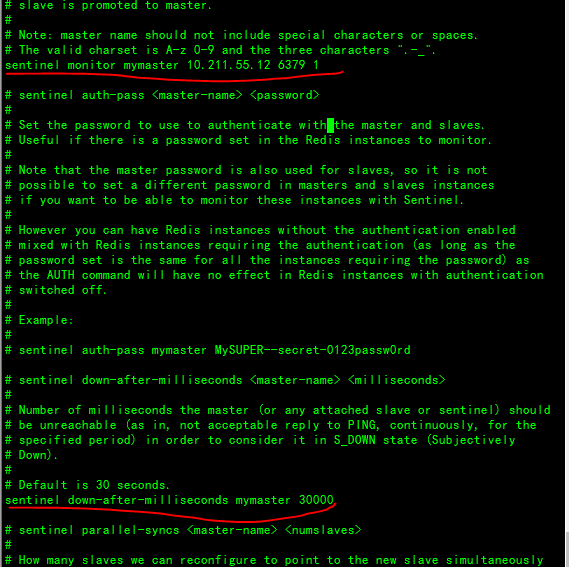 # slave is promoted to master.
#
# Note: master name should not include special characters or spaces.
# The valid charset is A-z 0-9 and the three characters ".-_".
sentinel monitor mymaster 10.211.55.12 6379 1
# sentinel auth-pass <master-name> <password>
#
# Set the password to use to authenticate with the master and slaves.
# Useful if there is a password set in the Redis instances to monitor.
#
# Note that the master password is also used for slaves, so it is not
# possible to set a different password in masters and slaves instances
# if you want to be able to monitor these instances with Sentinel.
#
# However you can have Redis instances without the authentication enabled
# mixed with Redis instances requiring the authentication (as long as the
# password set is the same for all the instances requiring the password) as
# the AUTH command will have no effect in Redis instances with authentication
# switched off.
#
# Example:
#
# sentinel auth-pass mymaster MySUPER--secret-0123passw0rd
# sentinel down-after-milliseconds <master-name> <milliseconds>
#
# Number of milliseconds the master (or any attached slave or sentinel) should
# be unreachable (as in, not acceptable reply to PING, continuously, for the
# specified period) in order to consider it in S_DOWN state (Subjectively
# Down).
#
# Default is 30 seconds.
sentinel down-after-milliseconds mymaster 30000
# sentinel parallel-syncs <master-name> <numslaves>
#
# How many slaves we can reconfigure to point to the new slave simultaneously